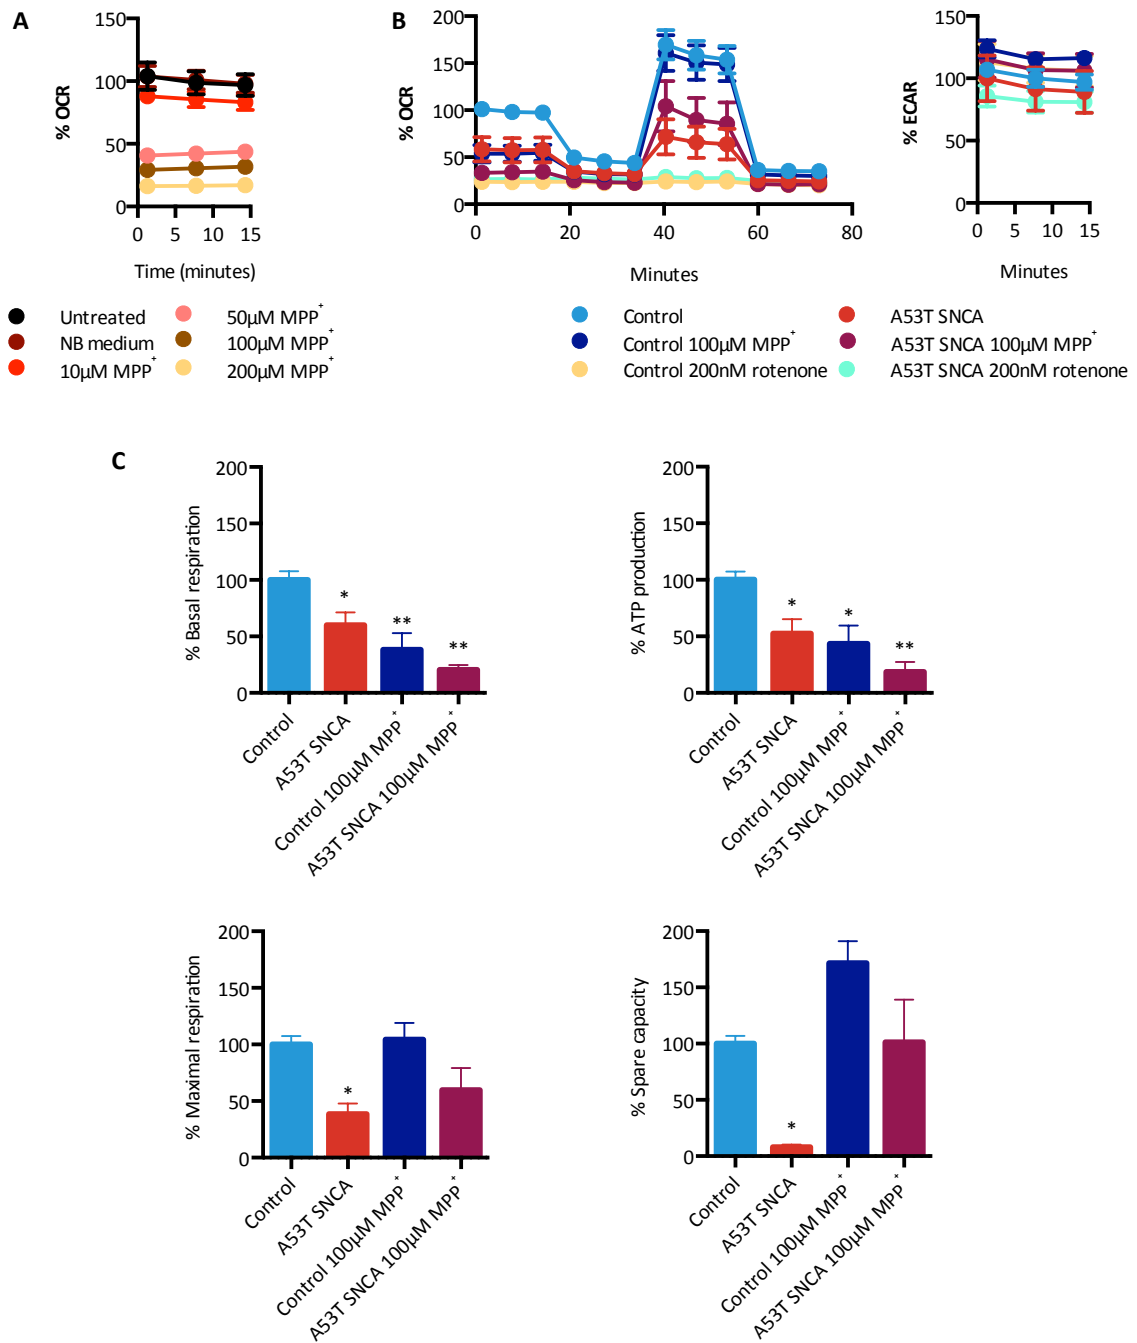 A
150
100
50
0
% OCR
0 5 10 15
Time (minutes)
B
200
150
100
50
0
% OCR
0 20 40 60 80
Minutes
150
100
50
0
% ECAR
0 5 10 15
Minutes
Untreated
NB medium
10µM MPP+
50µM MPP+
100µM MPP+
200µM MPP+
Control
Control 100µM MPP+
Control 200nM rotenone
A53T SNCA
A53T SNCA 100µM MPP+
A53T SNCA 200nM rotenone
C
200
150
100
50
0
% Basal respiration
* ** **
Control
A53T SNCA
Control 100µM MPP+
A53T SNCA 100µM MPP+
200
150
100
50
0
% ATP production
* * **
Control
A53T SNCA
Control 100µM MPP+
A53T SNCA 100µM MPP+
200
150
100
50
0
% Maximal respiration
*
Control
A53T SNCA
Control 100µM MPP+
A53T SNCA 100µM MPP+
200
150
100
50
0
% Spare capacity
*
Control
A53T SNCA
Control 100µM MPP+
A53T SNCA 100µM MPP+